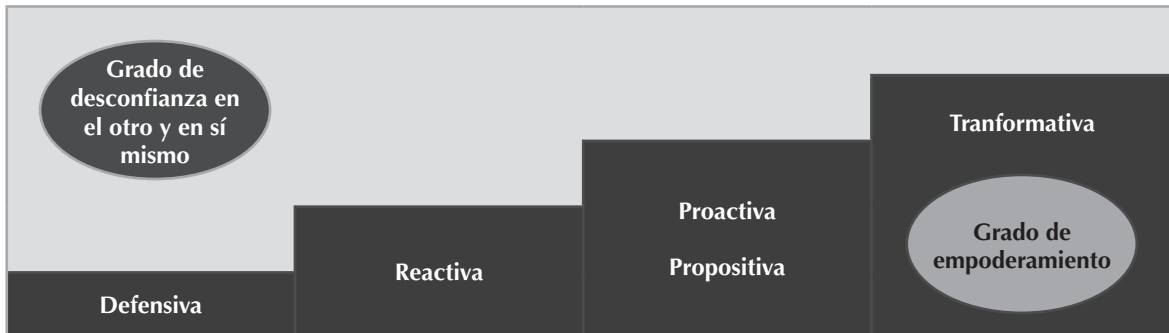 Grado de
desconfianza en
el otro y en sí
mismo
Defensiva
Reactiva
Proactiva
Propositiva
Tranformativa
Grado de
empoderamiento